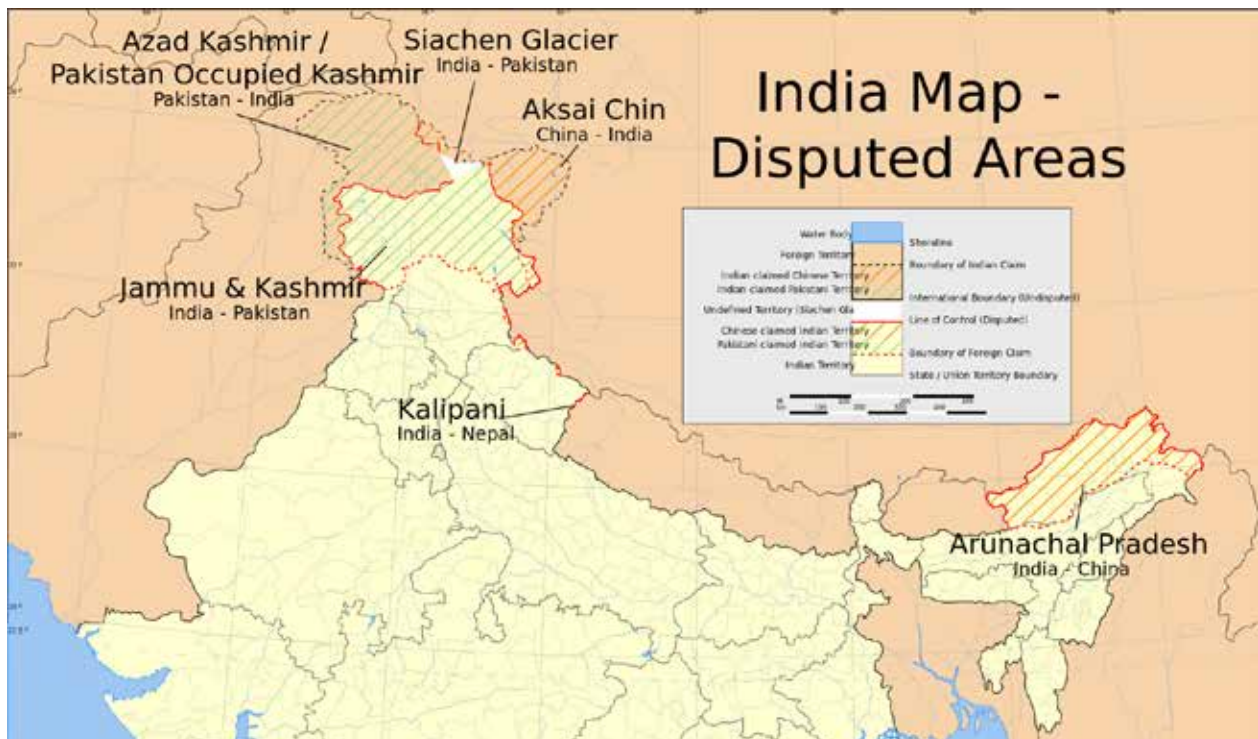 Azad Kashmir /
Pakistan Occupied Kashmir
Pakistan - India
Siachen Glacier
India - Pakistan
Aksai Chin
China - India
India Map -
Disputed Areas
Water Body
Shoreline
Foreign Territory
Boundary of Indian Claim
Indian claimed Chinese Territory
Indian claimed Pakistani Territory
International Boundary (Undisputed)
Undefined Territory (Siachen Gla
Line of Control (Disputed)
Chinese claimed Indian Territory
Pakistani claimed Indian Territory
Boundary of Foreign Claim
Indian Territory
State / Union Territory Boundary
Jammu & Kashmir
India - Pakistan
Kalipani
India - Nepal
Arunachal Pradesh
India - China